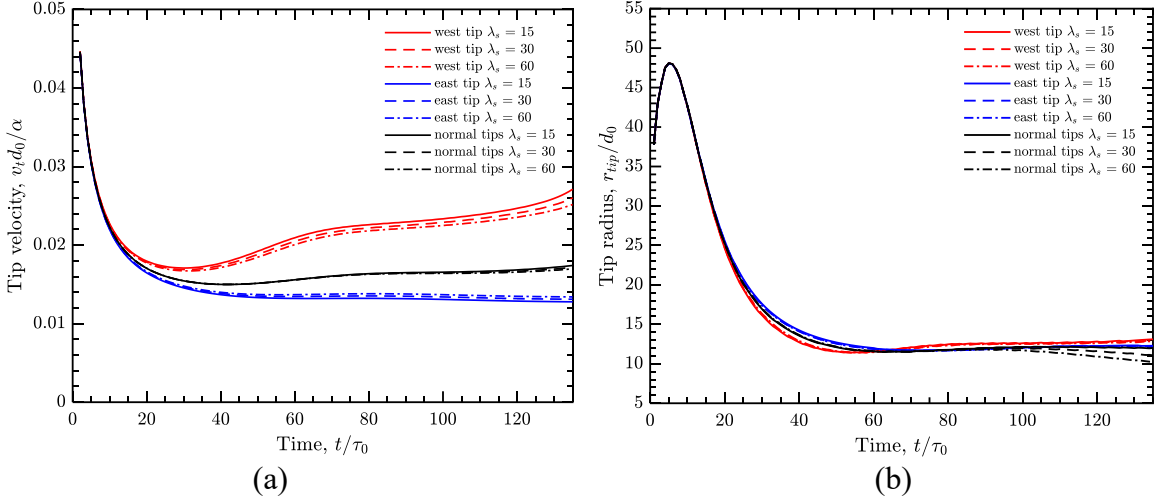 0.05
0.04
0.03
0.02
0.01
0
0 20 40 60 80 100 120
Tip velocity, v_t d_0/α
Time, t/τ_0
west tip λ_s = 15
west tip λ_s = 30
west tip λ_s = 60
east tip λ_s = 15
east tip λ_s = 30
east tip λ_s = 60
normal tips λ_s = 15
normal tips λ_s = 30
normal tips λ_s = 60
(a)
55
50
45
40
35
30
25
20
15
10
5
0 20 40 60 80 100 120
Tip radius, r_{tip}/d_0
Time, t/τ_0
west tip λ_s = 15
west tip λ_s = 30
west tip λ_s = 60
east tip λ_s = 15
east tip λ_s = 30
east tip λ_s = 60
normal tips λ_s = 15
normal tips λ_s = 30
normal tips λ_s = 60
(b)